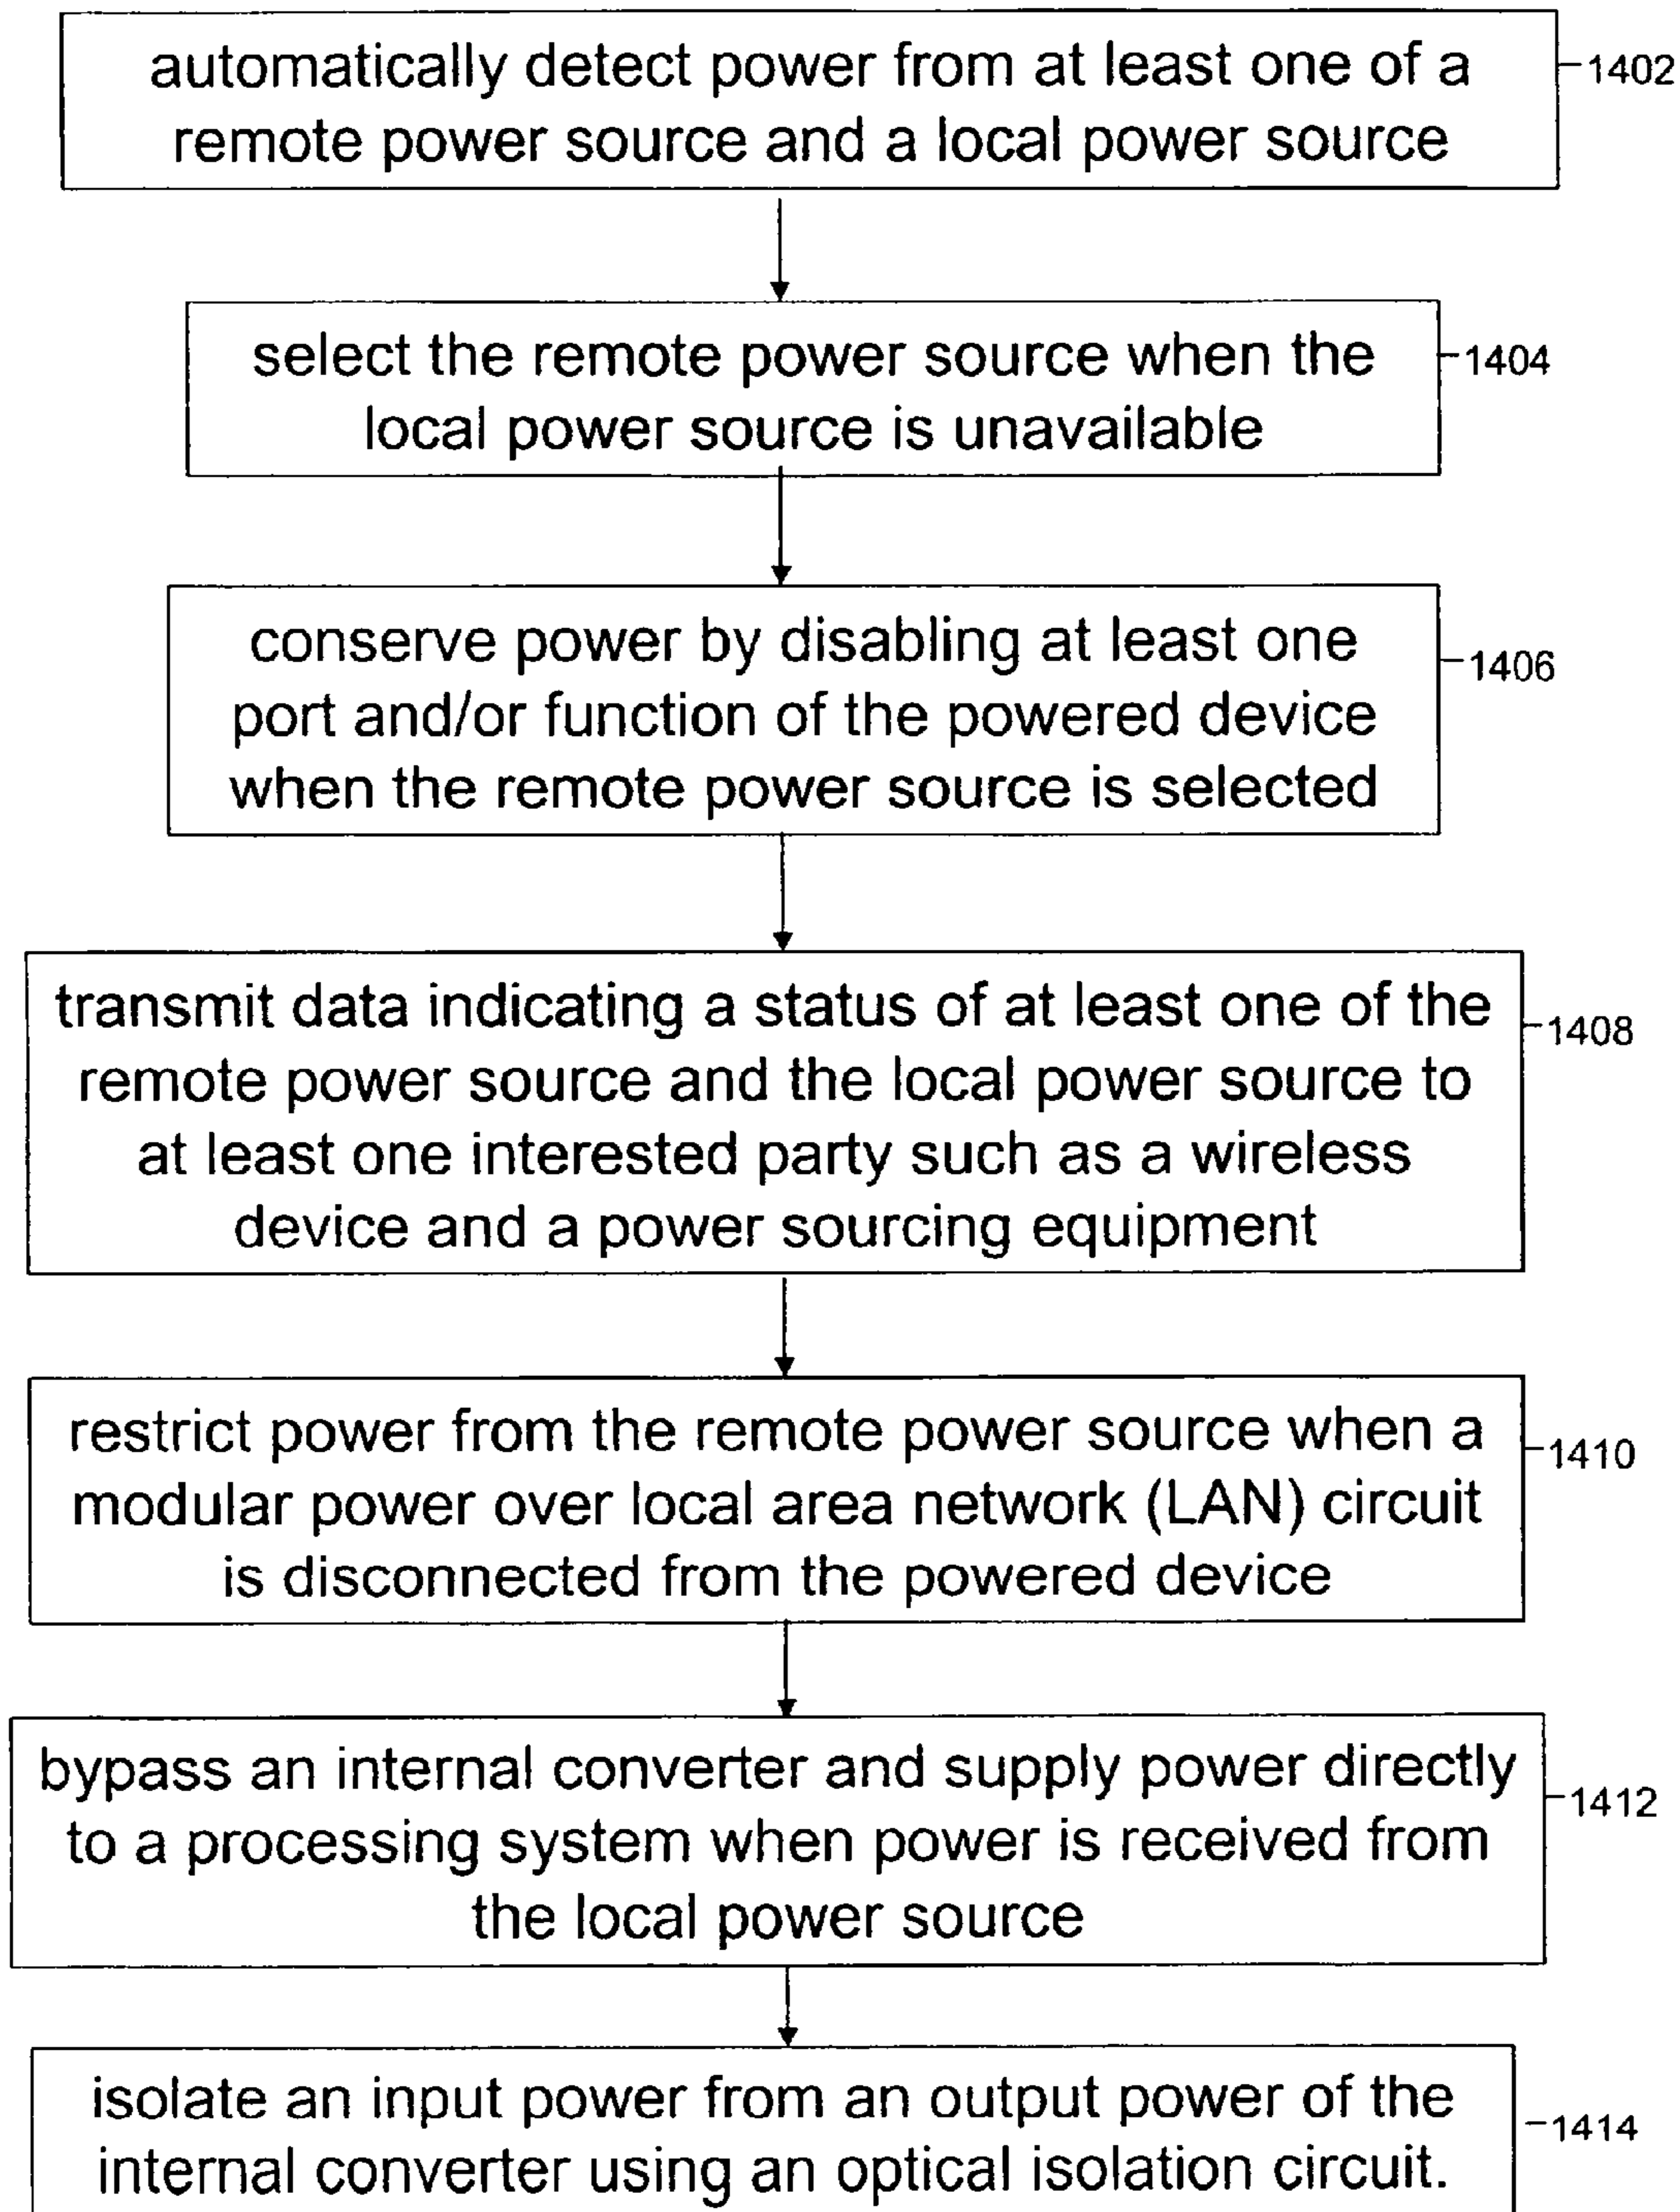 automatically detect power from at least one of a
remote power source and a local power source
1402
select the remote power source when the
local power source is unavailable
1404
conserve power by disabling at least one
port and/or function of the powered device
when the remote power source is selected
1406
transmit data indicating a status of at least one of the
remote power source and the local power source to
at least one interested party such as a wireless
device and a power sourcing equipment
1408
restrict power from the remote power source when a
modular power over local area network (LAN) circuit
is disconnected from the powered device
1410
bypass an internal converter and supply power directly
to a processing system when power is received from
the local power source
1412
isolate an input power from an output power of the
internal converter using an optical isolation circuit.
1414